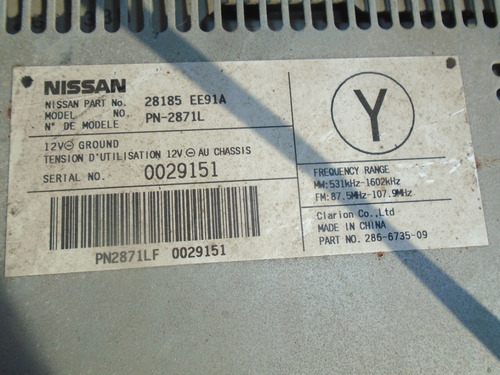 NISSAN
NISSAN PART No. 28185 EE91A
MODEL NO. PN-2871L
N° DE MODELE
12V⊖ GROUND
TENSION D'UTILISATION 12V ⊖ AU CHASSIS
SERIAL NO. 0029151
PN2871LF 0029151
Y
FREQUENCY RANGE
MW:531kHz-1602kHz
FM:87.5MHz-107.9MHz
Clarion Co.,Ltd
MADE IN CHINA
PART NO. 286-6735-09